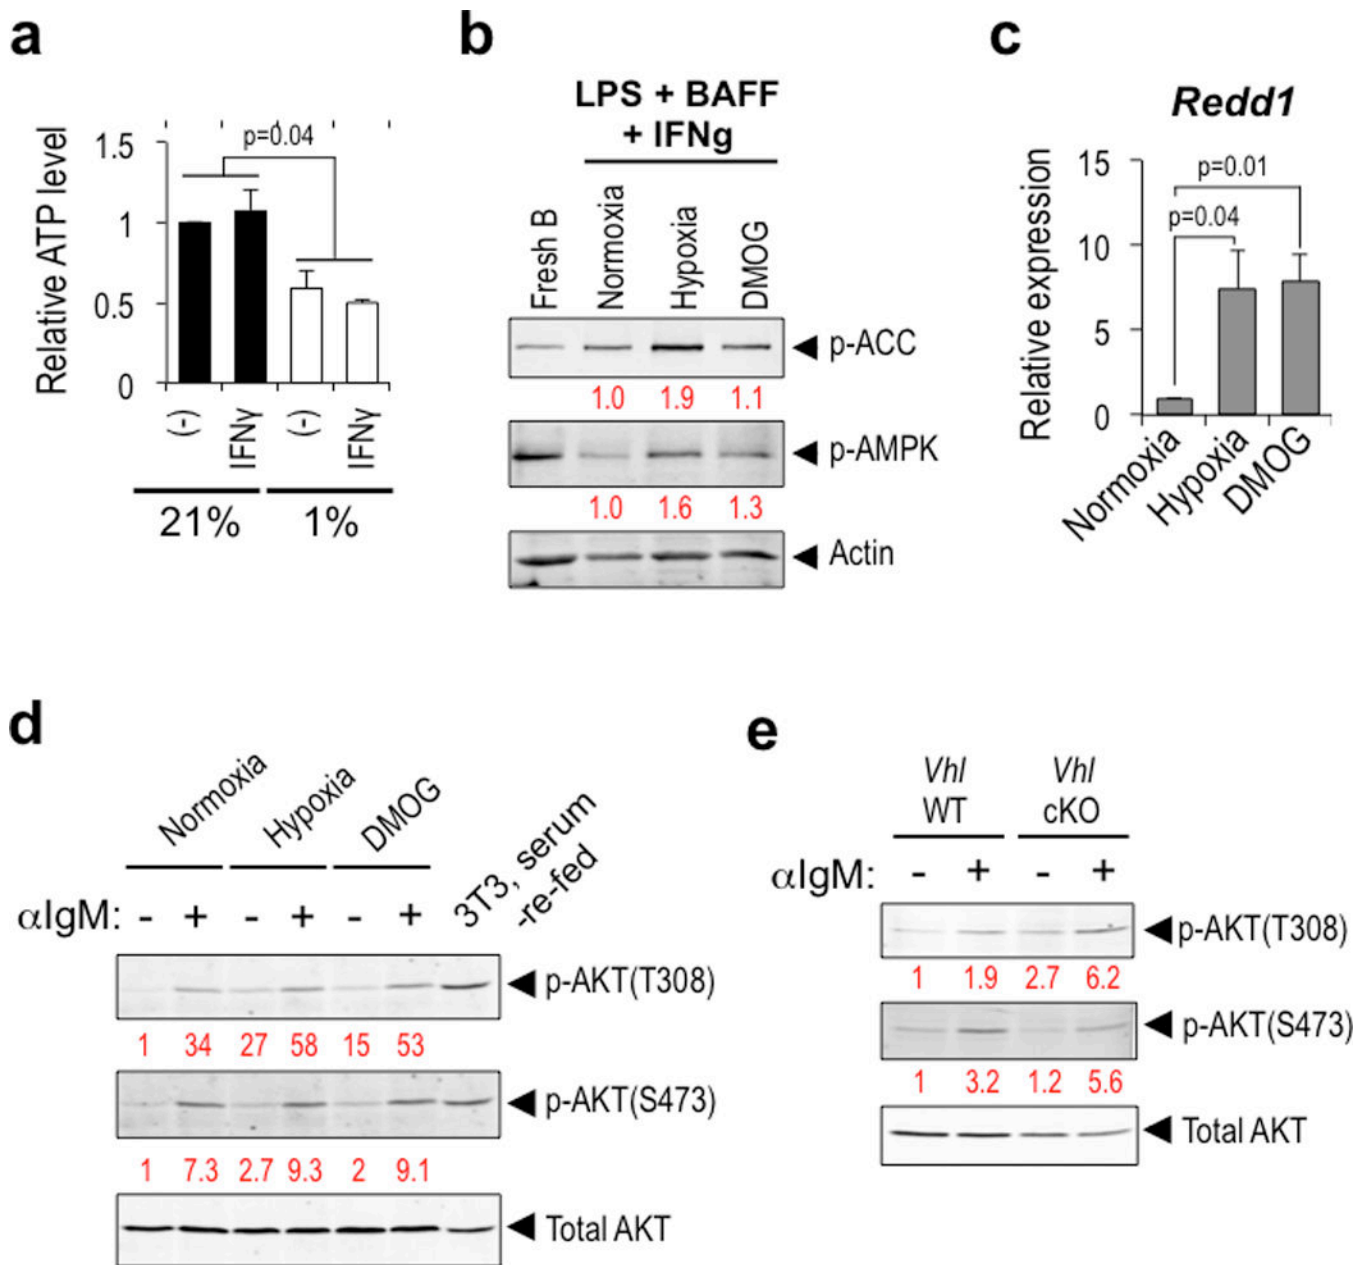 a
p=0.04
Relative ATP level
1.5
1
0.5
0
(-)
IFNγ
(-)
IFNγ
21%
1%
b
LPS + BAFF
+ IFNg
Fresh B
Normoxia
Hypoxia
DMOG
p-ACC
1.0 1.9 1.1
p-AMPK
1.0 1.6 1.3
Actin
c
Redd1
Relative expression
15
10
5
0
p=0.01
p=0.04
Normoxia
Hypoxia
DMOG
d
Normoxia
Hypoxia
DMOG
3T3, serum
-re-fed
αIgM: - + - + - +
p-AKT(T308)
1 34 27 58 15 53
p-AKT(S473)
1 7.3 2.7 9.3 2 9.1
Total AKT
e
Vhl
WT
Vhl
cKO
αIgM: - + - +
p-AKT(T308)
1 1.9 2.7 6.2
p-AKT(S473)
1 3.2 1.2 5.6
Total AKT